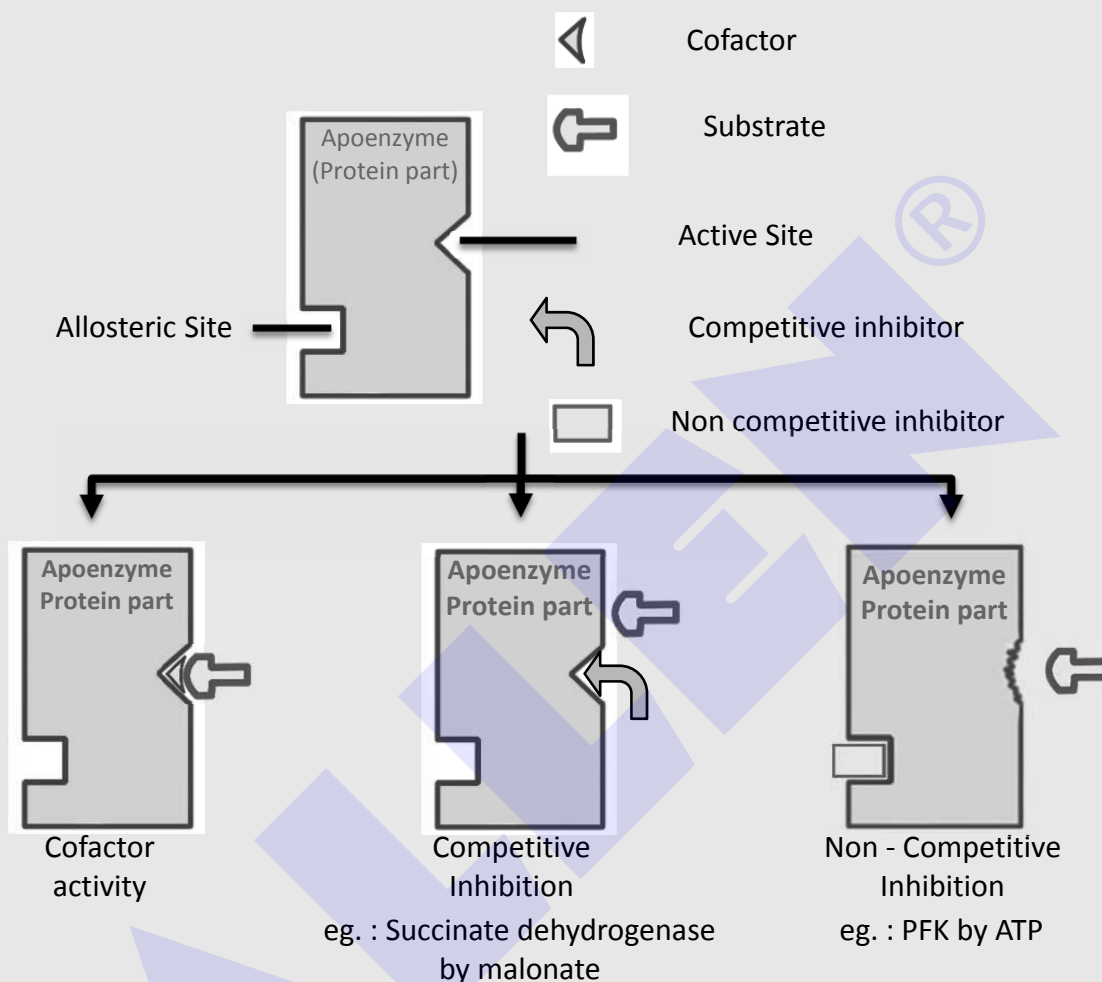 Cofactor
Substrate
Apoenzyme
(Protein part)
Active Site
Allosteric Site
Competitive inhibitor
Non competitive inhibitor
Apoenzyme
Protein part
Apoenzyme
Protein part
Apoenzyme
Protein part
Cofactor
activity
Competitive
Inhibition
eg. : Succinate dehydrogenase
by malonate
Non - Competitive
Inhibition
eg. : PFK by ATP
ALLEN
®